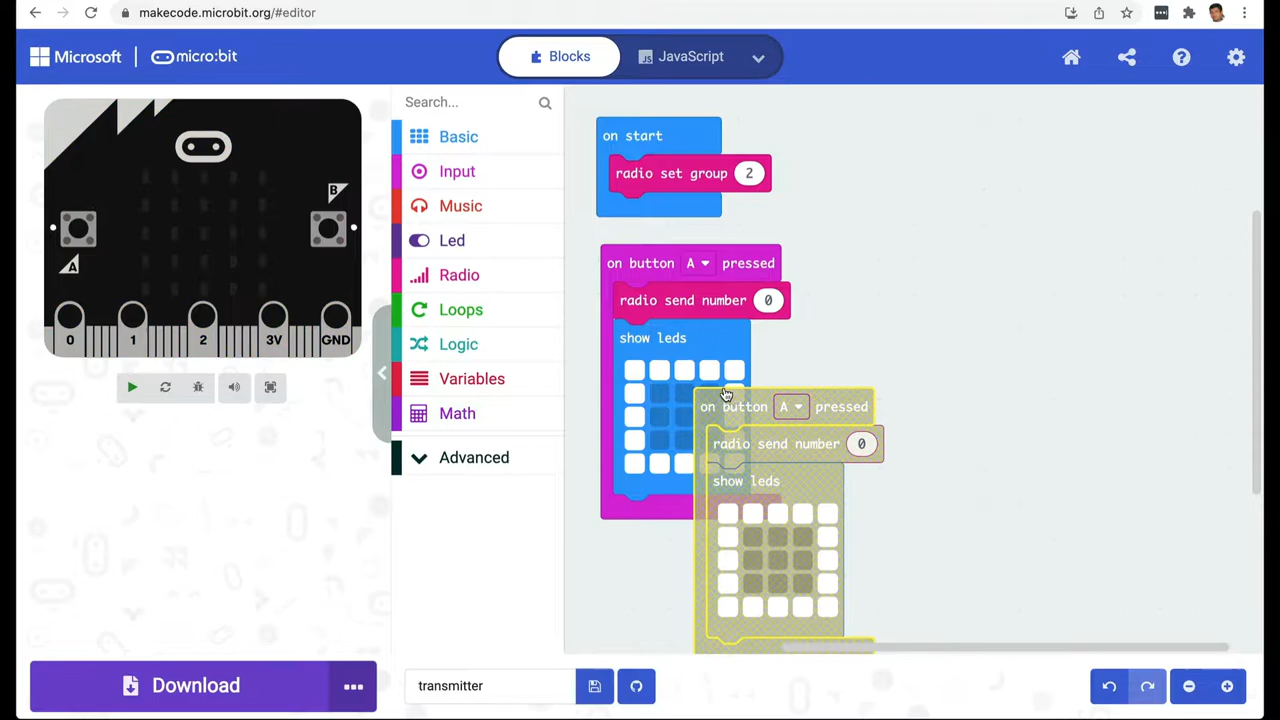 makecode.microbit.org/#editor
Microsoft
micro:bit
Blocks
JavaScript
B
A
0
1
2
3V
GND
Search...
Basic
Input
Music
Led
Radio
Loops
Logic
Variables
Math
Advanced
on start
radio set group 2
on button A pressed
radio send number 0
show leds
on button A pressed
radio send number 0
show leds
Download
transmitter